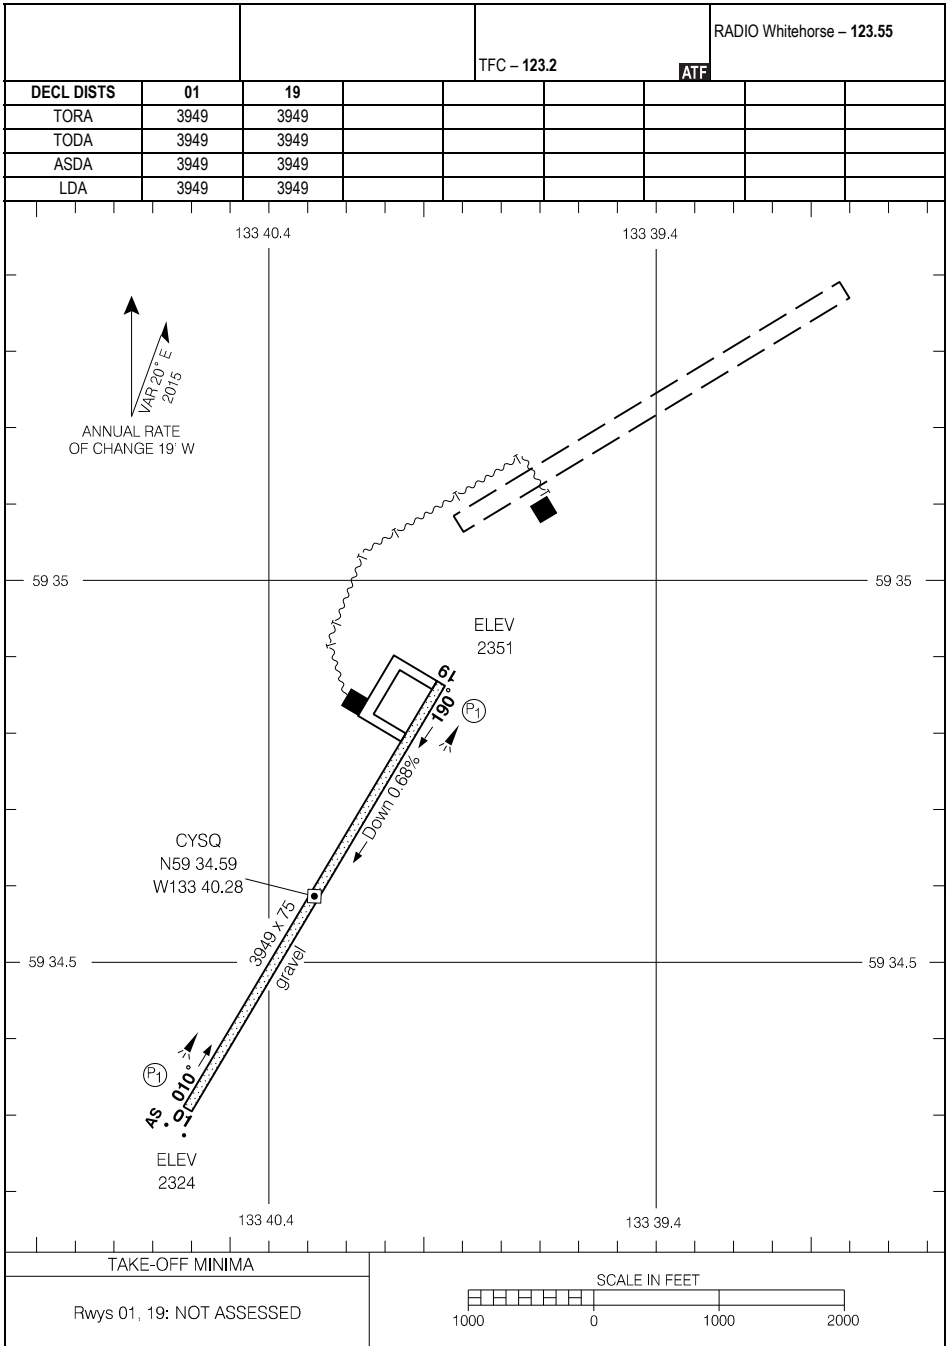 RADIO Whitehorse – 123.55
TFC – 123.2 ATF
DECL DISTS 01 19
TORA 3949 3949
TODA 3949 3949
ASDA 3949 3949
LDA 3949 3949
133 40.4 133 39.4
VAR 20° E
2015
ANNUAL RATE
OF CHANGE 19' W
59 35 59 35
ELEV
2351
19
190°
P1
Down 0.68%
CYSQ
N59 34.59
W133 40.28
3949 x 75
gravel
59 34.5 59 34.5
P1
010°
AS
01
ELEV
2324
133 40.4 133 39.4
TAKE-OFF MINIMA
Rwys 01, 19: NOT ASSESSED
SCALE IN FEET
1000 0 1000 2000